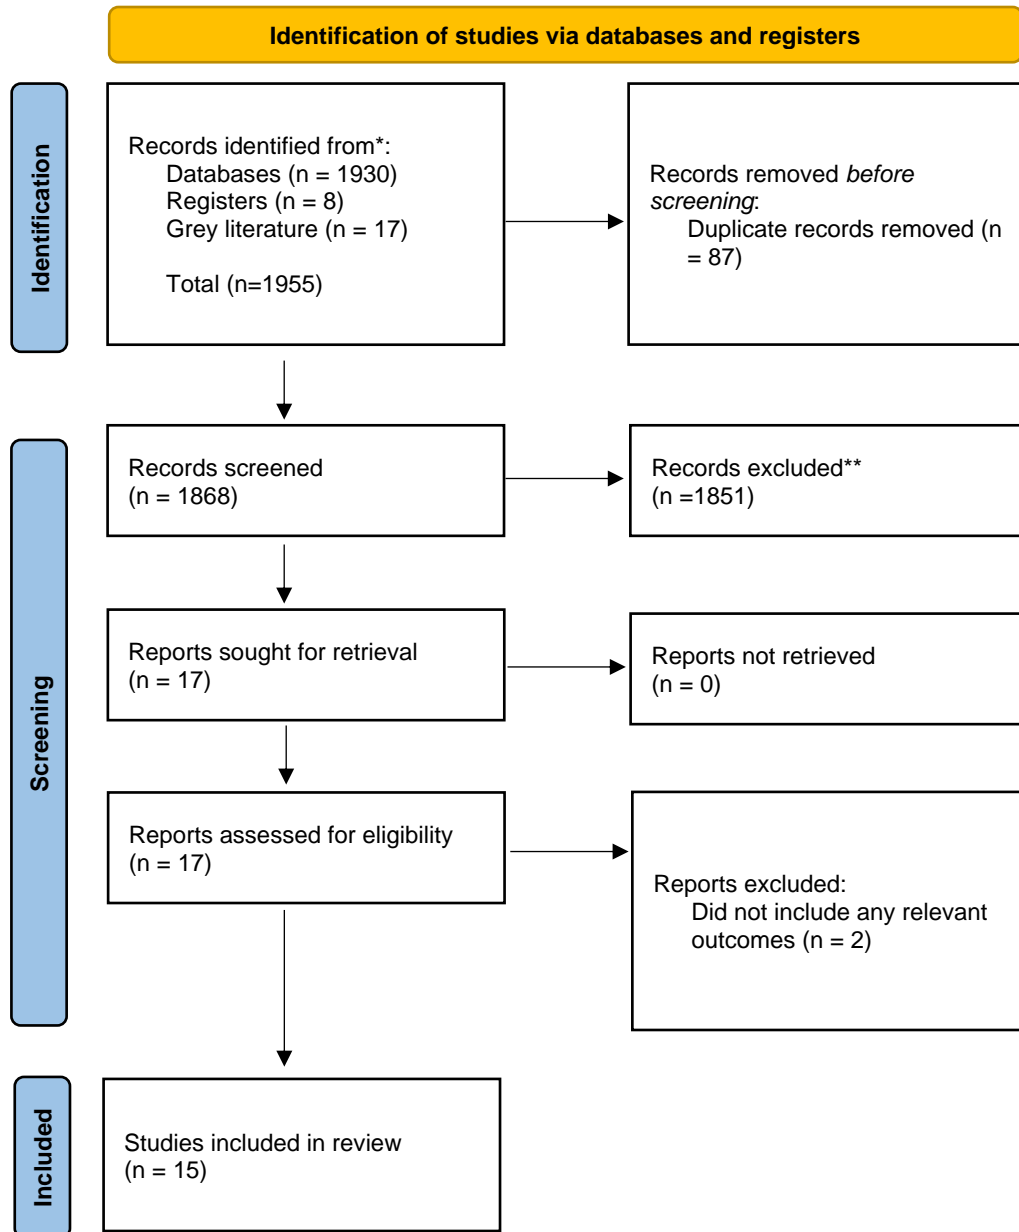 Identification of studies via databases and registers
Identification
Records identified from*:
Databases (n = 1930)
Registers (n = 8)
Grey literature (n = 17)
Total (n=1955)
Records removed before
screening:
Duplicate records removed (n
= 87)
Screening
Records screened
(n = 1868)
Records excluded**
(n =1851)
Reports sought for retrieval
(n = 17)
Reports not retrieved
(n = 0)
Reports assessed for eligibility
(n = 17)
Reports excluded:
Did not include any relevant
outcomes (n = 2)
Included
Studies included in review
(n = 15)